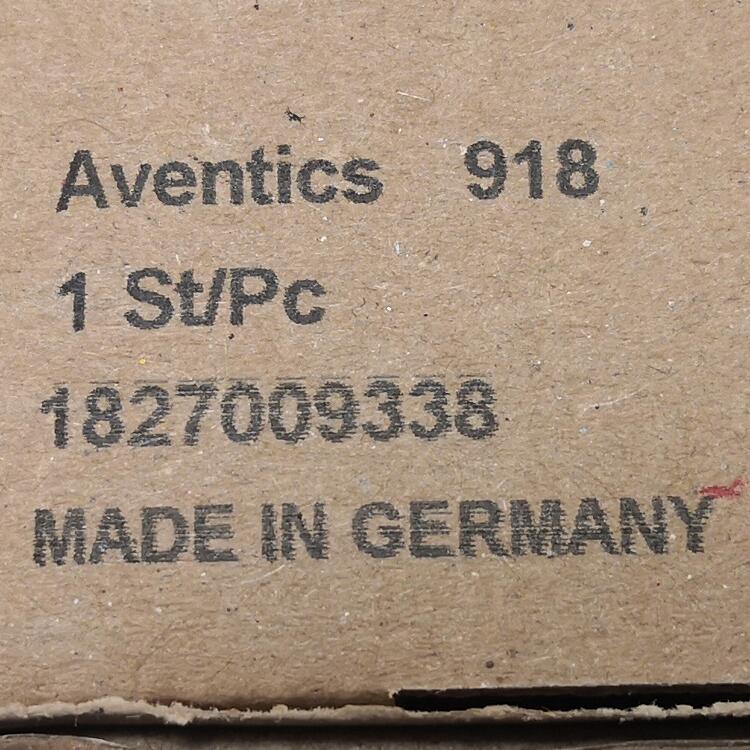 Aventics 918
1 St/Pc
1827009338
MADE IN GERMANY